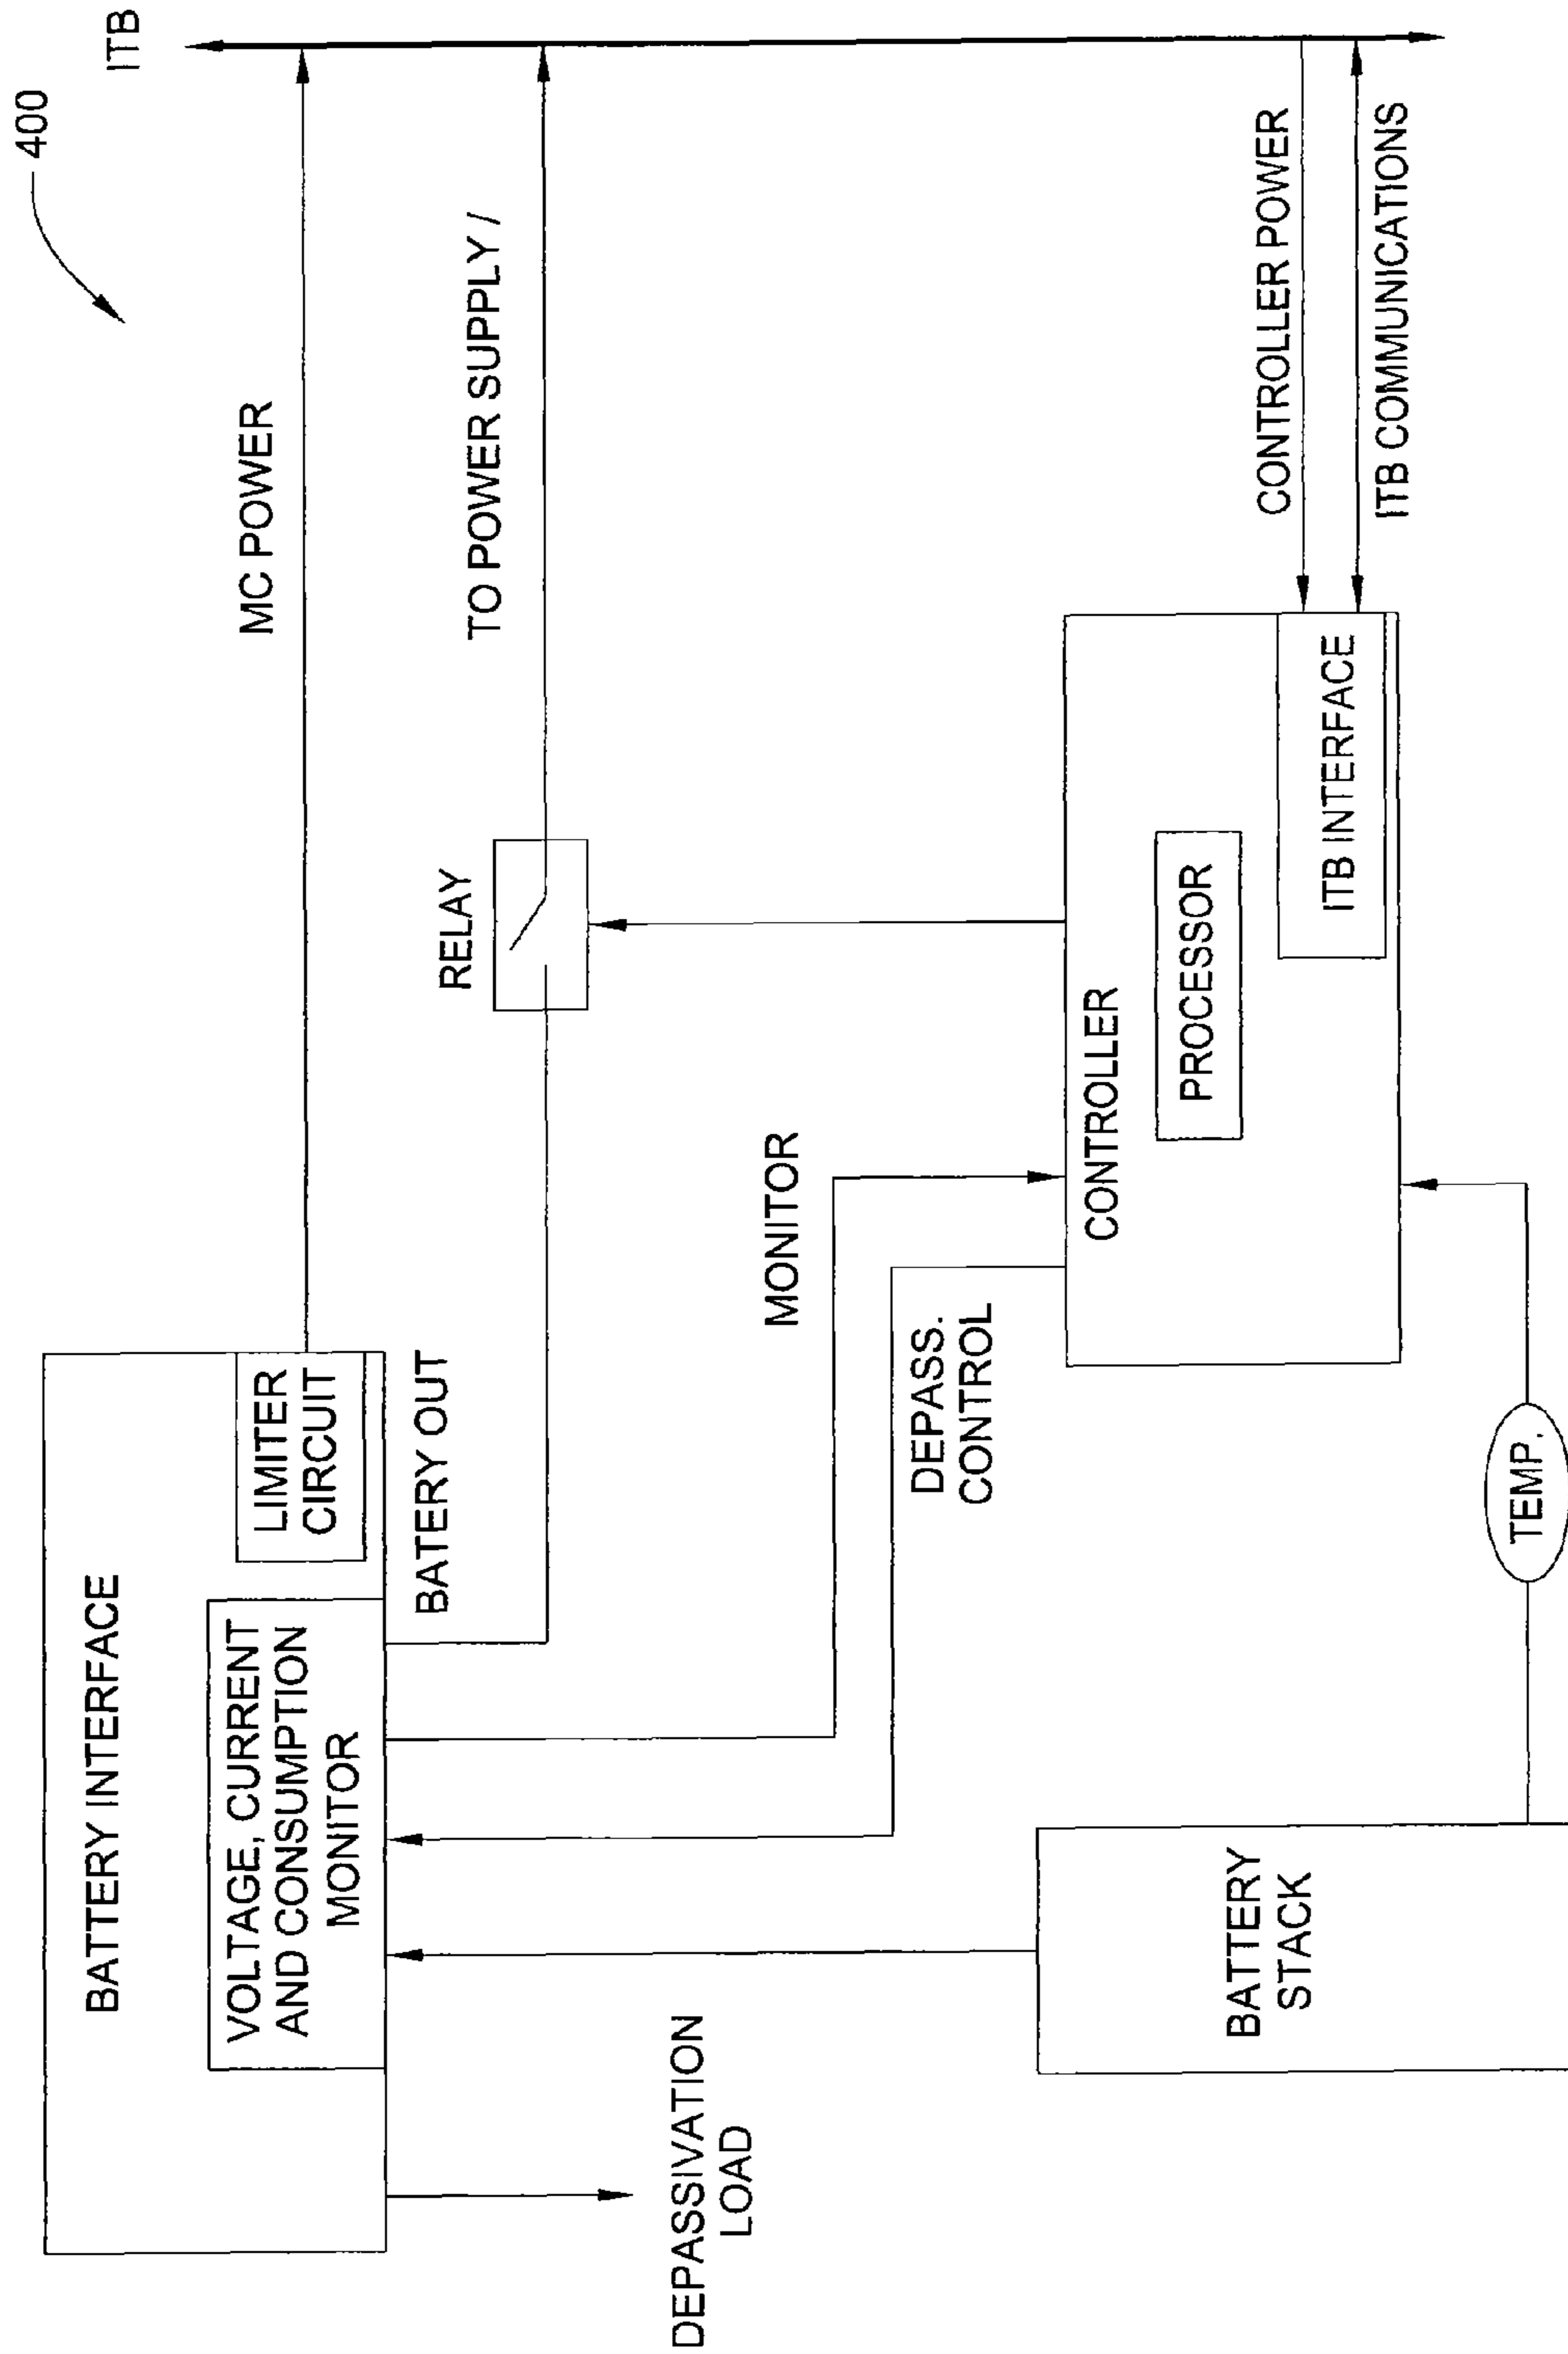 400
ITB
BATTERY INTERFACE
LIMITER
CIRCUIT
MC POWER
VOLTAGE, CURRENT
AND CONSUMPTION
MONITOR
BATTERY OUT
RELAY
TO POWER SUPPLY /
DEPASSIVATION
LOAD
MONITOR
DEPASS.
CONTROL
CONTROLLER
PROCESSOR
ITB INTERFACE
CONTROLLER POWER
ITB COMMUNICATIONS
BATTERY
STACK
TEMP.